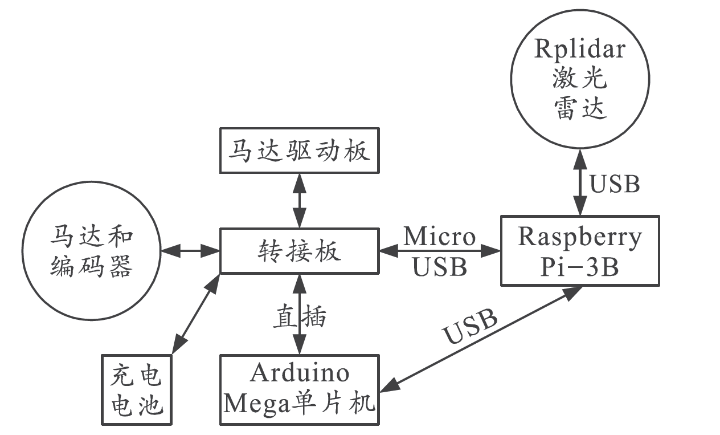 Rplidar
激光
雷达
USB
马达驱动板
马达和
编码器
转接板
Micro
USB
Raspberry
Pi-3B
直插
USB
充电
电池
Arduino
Mega单片机